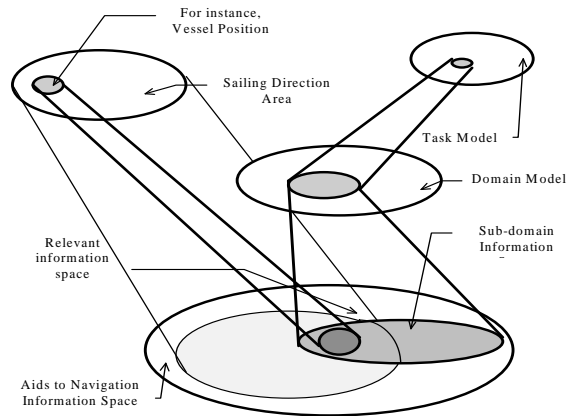 For instance,
Vessel Position
Sailing Direction
Area
Task Model
Domain Model
Sub-domain
Information
Relevant
information
space
Aids to Navigation
Information Space